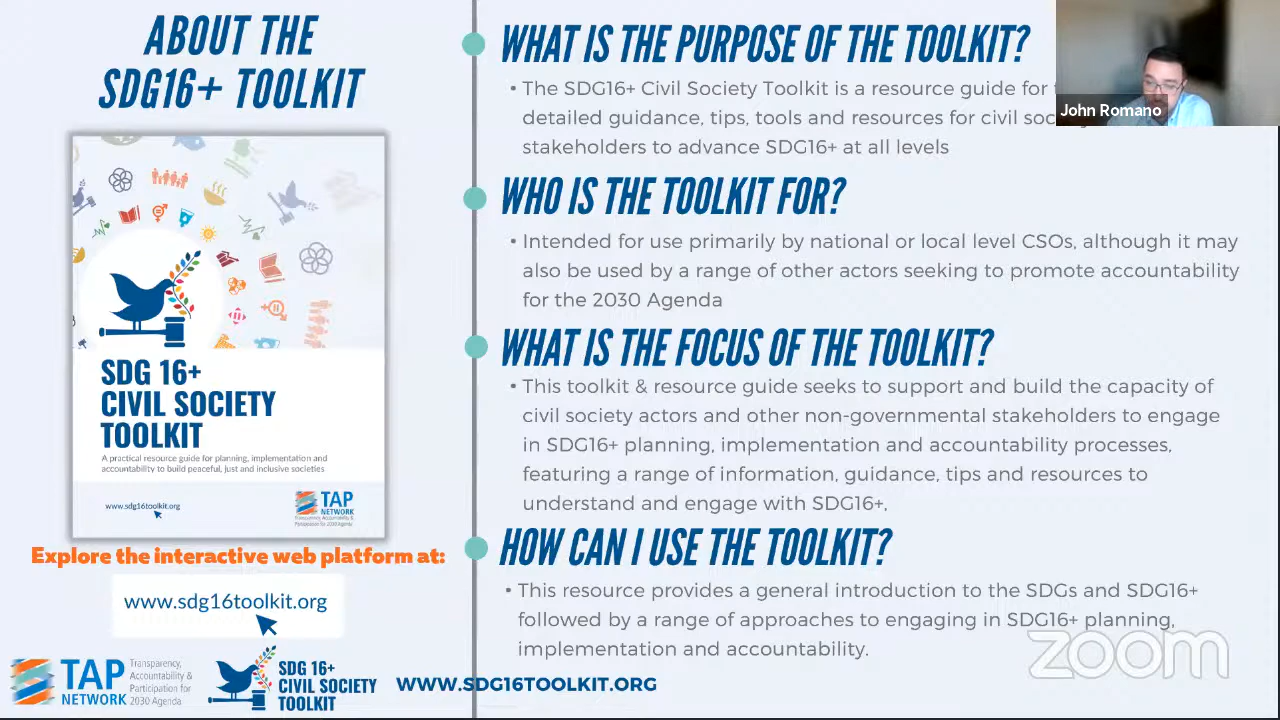 ABOUT THE
SDG16+ TOOLKIT
SDG 16+
CIVIL SOCIETY
TOOLKIT
A practical resource guide for planning, implementation and
accountability to build peaceful, just and inclusive societies
www.sdg16toolkit.org
TAP
NETWORK
Transparency, Accountability &
Participation for 2030 Agenda
Explore the interactive web platform at:
www.sdg16toolkit.org
TAP
NETWORK
Transparency,
Accountability &
Participation for
2030 Agenda
SDG 16+
CIVIL SOCIETY
TOOLKIT
WWW.SDG16TOOLKIT.ORG
WHAT IS THE PURPOSE OF THE TOOLKIT?
• The SDG16+ Civil Society Toolkit is a resource guide for
detailed guidance, tips, tools and resources for civil
stakeholders to advance SDG16+ at all levels
WHO IS THE TOOLKIT FOR?
• Intended for use primarily by national or local level CSOs, although it may
also be used by a range of other actors seeking to promote accountability
for the 2030 Agenda
WHAT IS THE FOCUS OF THE TOOLKIT?
• This toolkit & resource guide seeks to support and build the capacity of
civil society actors and other non-governmental stakeholders to engage
in SDG16+ planning, implementation and accountability processes,
featuring a range of information, guidance, tips and resources to
understand and engage with SDG16+.
HOW CAN I USE THE TOOLKIT?
• This resource provides a general introduction to the SDGs and SDG16+
followed by a range of approaches to engaging in SDG16+ planning,
implementation and accountability.
John Romano
zoom